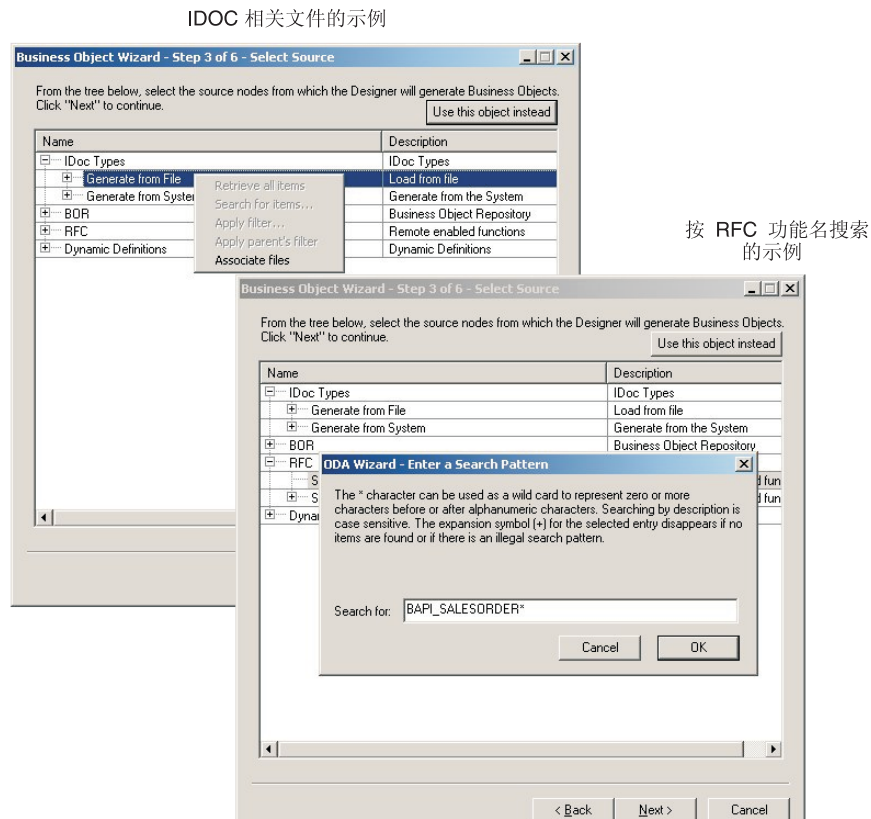 IDOC 相关文件的示例
Business Object Wizard - Step 3 of 6 - Select Source
From the tree below, select the source nodes from which the Designer will generate Business Objects.
Click "Next" to continue.
Use this object instead
Name Description
IDoc Types IDoc Types
Generate from File Load from file
Generate from System Generate from the System
BOR Business Object Repository
RFC Remote enabled functions
Dynamic Definitions Dynamic Definitions
Retrieve all items
Search for items...
Apply filter...
Apply parent's filter
Associate files
按 RFC 功能名搜索
的示例
Business Object Wizard - Step 3 of 6 - Select Source
From the tree below, select the source nodes from which the Designer will generate Business Objects.
Click "Next" to continue.
Use this object instead
Name Description
IDoc Types IDoc Types
Generate from File Load from file
Generate from System Generate from the System
BOR Business Object Repository
RFC
ODA Wizard - Enter a Search Pattern
The * character can be used as a wild card to represent zero or more
characters before or after alphanumeric characters. Searching by description is
case sensitive. The expansion symbol (+) for the selected entry disappears if no
items are found or if there is an illegal search pattern.
Search for: BAPI_SALESORDER*
Cancel OK
< Back Next > Cancel